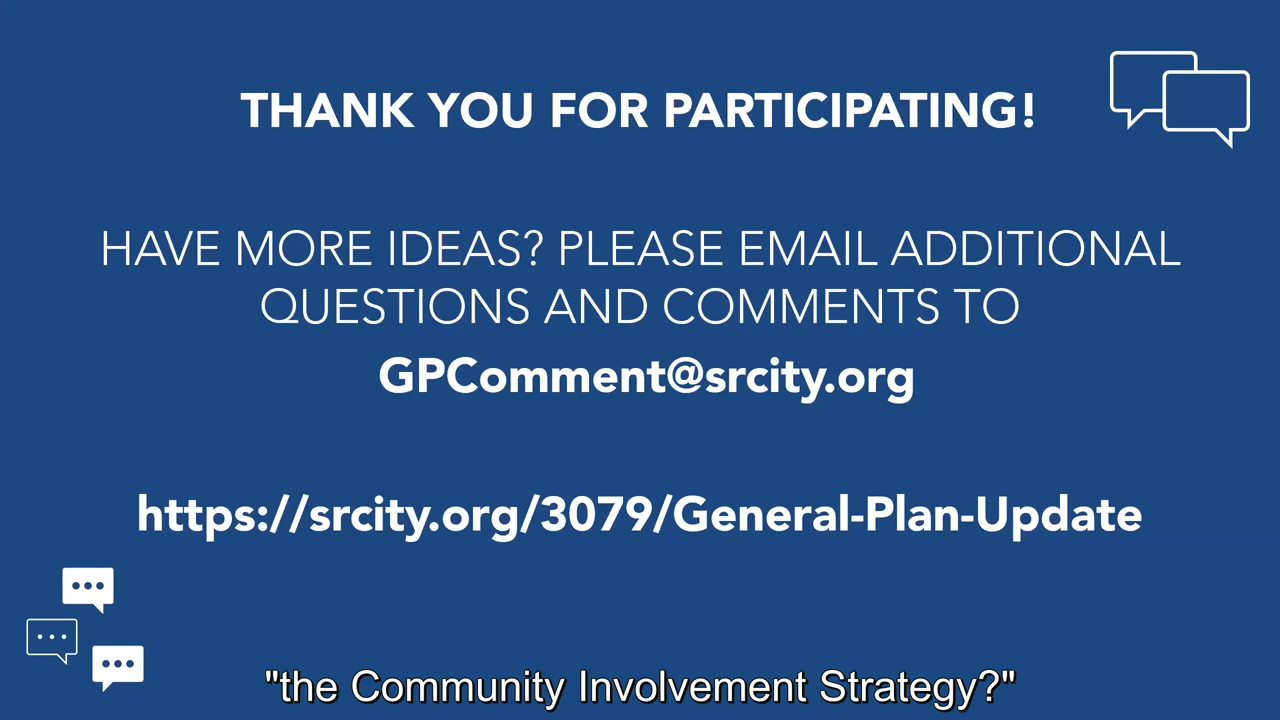 THANK YOU FOR PARTICIPATING!
HAVE MORE IDEAS? PLEASE EMAIL ADDITIONAL
QUESTIONS AND COMMENTS TO
GPComment@srcity.org
https://srcity.org/3079/General-Plan-Update
"the Community Involvement Strategy?"